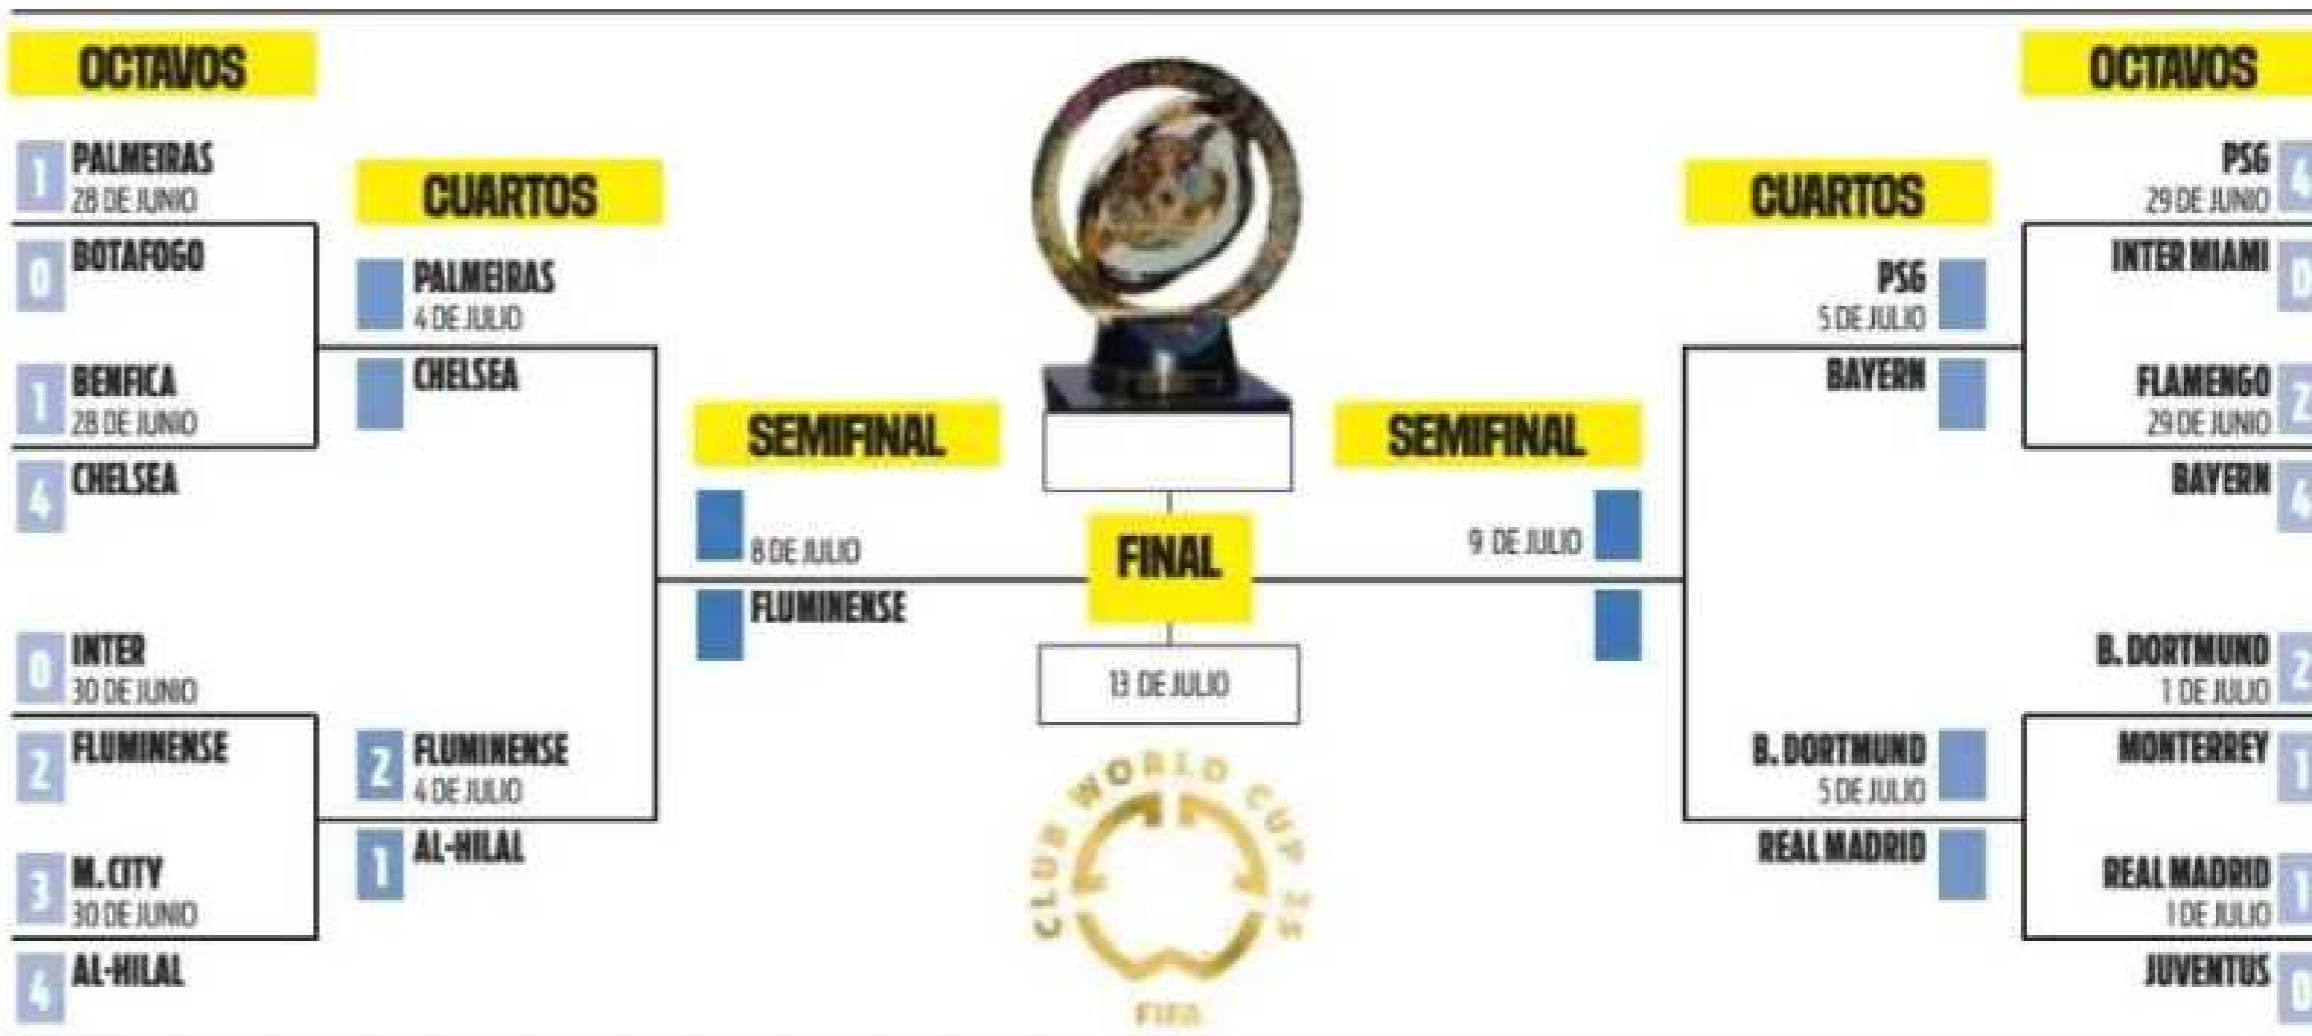 OCTAVOS
1 PALMEIRAS
28 DE JUNIO
0 BOTAFOGO
1 BENFICA
28 DE JUNIO
4 CHELSEA
0 INTER
30 DE JUNIO
2 FLUMINENSE
3 M. CITY
30 DE JUNIO
4 AL-HILAL
CUARTOS
PALMEIRAS
4 DE JULIO
CHELSEA
2 FLUMINENSE
4 DE JULIO
1 AL-HILAL
SEMIFINAL
8 DE JULIO
FLUMINENSE
FINAL
13 DE JULIO
CLUB WORLD CUP 25
FIFA
SEMIFINAL
9 DE JULIO
CUARTOS
PSG
5 DE JULIO
BAYERN
B. DORTMUND
5 DE JULIO
REAL MADRID
OCTAVOS
PSG 4
29 DE JUNIO
INTER MIAMI 0
FLAMENGO 2
29 DE JUNIO
BAYERN 4
B. DORTMUND 2
1 DE JULIO
MONTERREY 1
REAL MADRID 1
1 DE JULIO
JUVENTUS 0